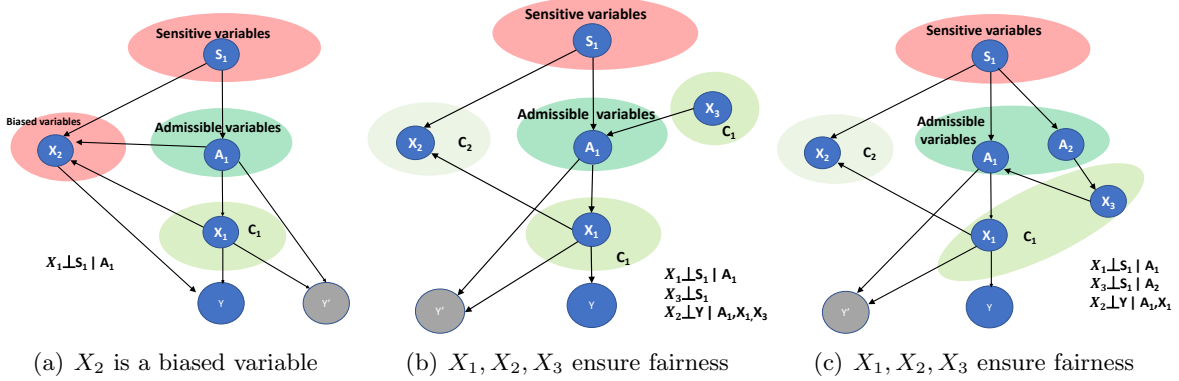 Sensitive variables
S₁
Biased variables
X₂
Admissible variables
A₁
X₁
C₁
X₁⊥S₁ | A₁
Y
Y'
(a) X₂ is a biased variable
Sensitive variables
S₁
X₃
C₁
Admissible variables
A₁
X₂
C₂
X₁
C₁
X₁⊥S₁ | A₁
X₃⊥S₁
X₂⊥Y | A₁,X₁,X₃
Y'
Y
(b) X₁, X₂, X₃ ensure fairness
Sensitive variables
S₁
Admissible
variables
A₁
A₂
X₂
C₂
X₃
X₁
C₁
X₁⊥S₁ | A₁
X₃⊥S₁ | A₂
X₂⊥Y | A₁,X₁
Y'
Y
(c) X₁, X₂, X₃ ensure fairness